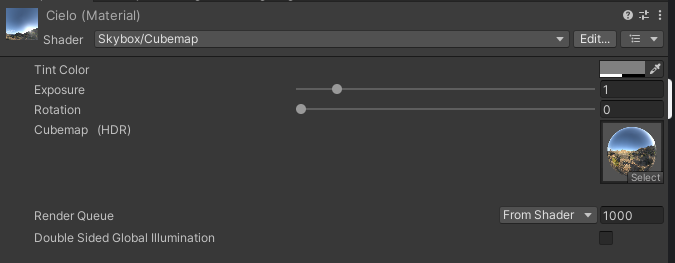 Cielo (Material)
Shader Skybox/Cubemap Edit...
Tint Color
Exposure 1
Rotation 0
Cubemap (HDR)
Select
Render Queue From Shader 1000
Double Sided Global Illumination